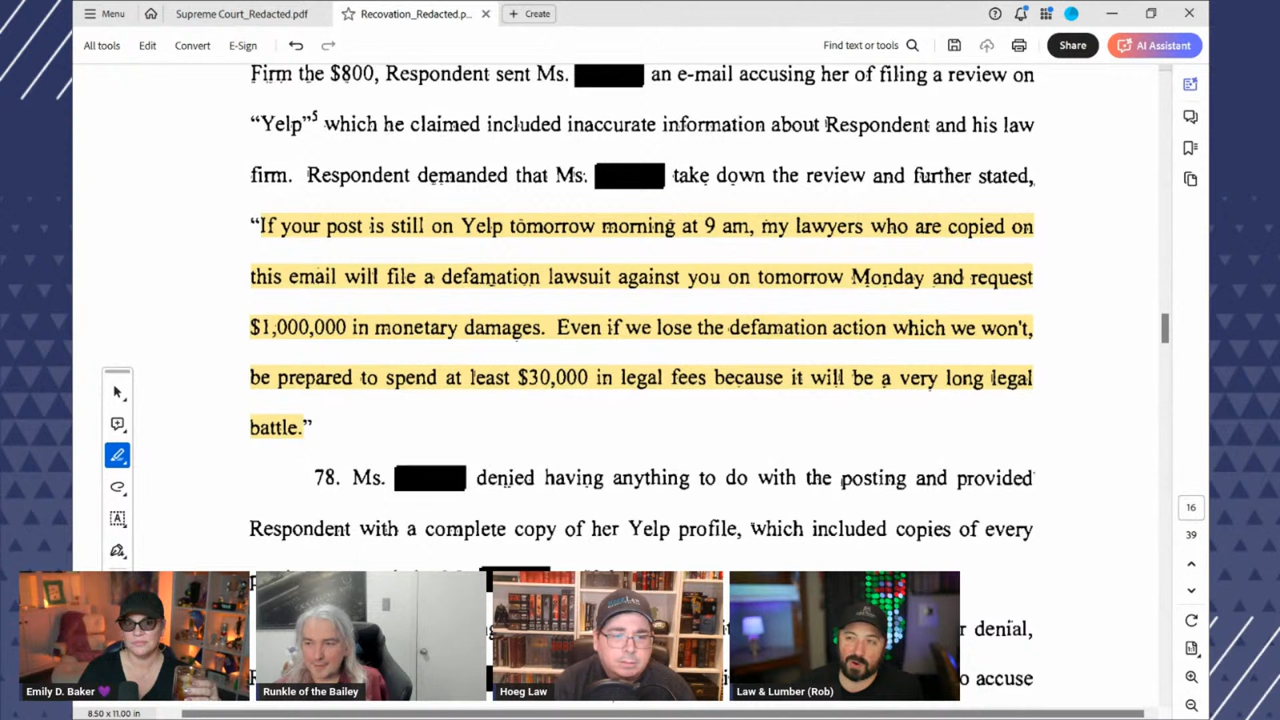 Menu
Supreme Court_Redacted.pdf
Recovation_Redacted.p...
+ Create
All tools
Edit
Convert
E-Sign
Find text or tools
Share
AI Assistant
Firm the $800, Respondent sent Ms. an e-mail accusing her of filing a review on
“Yelp”5 which he claimed included inaccurate information about Respondent and his law
firm. Respondent demanded that Ms. take down the review and further stated,
“If your post is still on Yelp tomorrow morning at 9 am, my lawyers who are copied on
this email will file a defamation lawsuit against you on tomorrow Monday and request
$1,000,000 in monetary damages. Even if we lose the defamation action which we won't,
be prepared to spend at least $30,000 in legal fees because it will be a very long legal
battle.”
78. Ms. denied having anything to do with the posting and provided
Respondent with a complete copy of her Yelp profile, which included copies of every
denial,
accuse
16
39
Emily D. Baker 💜
Runkle of the Bailey
Hoeg Law
Law & Lumber (Rob)
8.50 x 11.00 in